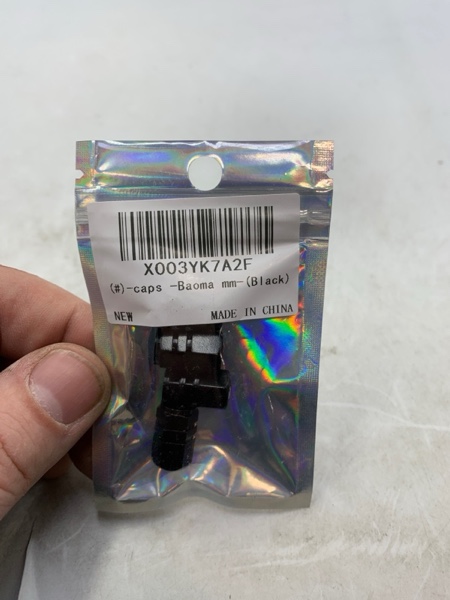 X003YK7A2F
(#)-caps -Baoma mm-(Black)
NEW MADE IN CHINA